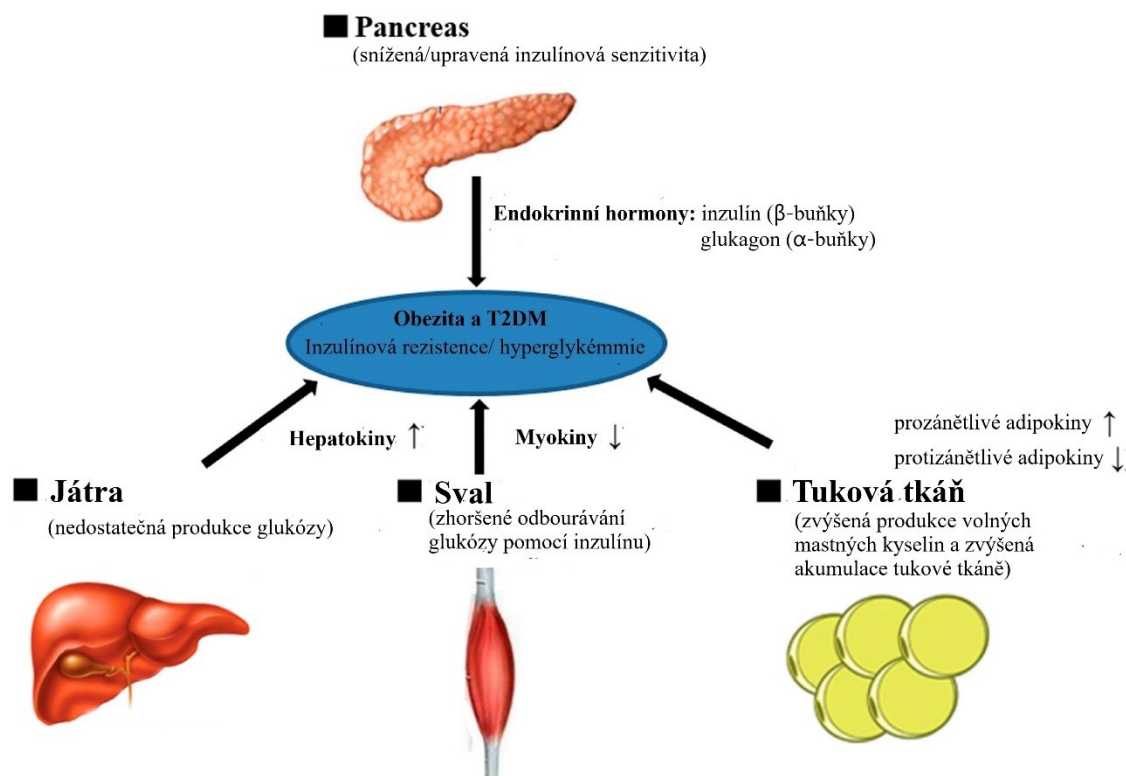 ■ Pancreas
(snížená/upravená inzulínová senzitivita)
Endokrinní hormony: inzulín (β-buňky)
glukagon (α-buňky)
Obezita a T2DM
Inzulínová rezistence/ hyperglykémmie
Hepatokiny ↑
Myokiny ↓
prozánětlivé adipokiny ↑
protizánětlivé adipokiny ↓
■ Játra
(nedostatečná produkce glukózy)
■ Sval
(zhoršené odbourávání
glukózy pomocí inzulínu)
■ Tuková tkáň
(zvýšená produkce volných
mastných kyselin a zvýšená
akumulace tukové tkáně)